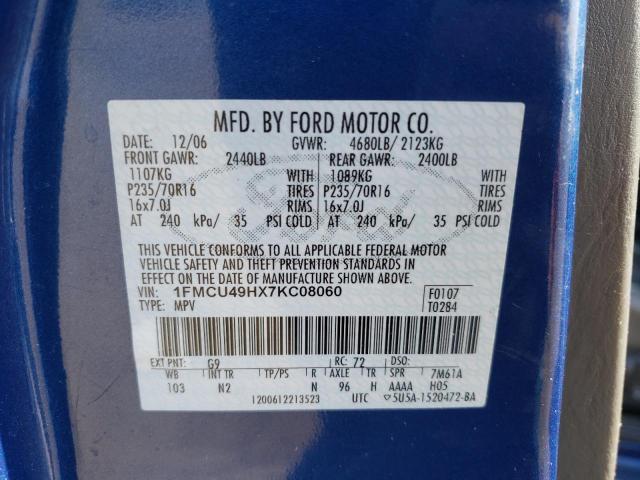 MFD. BY FORD MOTOR CO.
DATE: 12/06 GVWR: 4680LB/ 2123KG
FRONT GAWR: 2440LB REAR GAWR: 2400LB
1107KG WITH 1089KG WITH
P235/70R16 TIRES P235/70R16 TIRES
16x7.0J RIMS 16x7.0J RIMS
AT 240 kPa/ 35 PSI COLD AT 240 kPa/ 35 PSI COLD
THIS VEHICLE CONFORMS TO ALL APPLICABLE FEDERAL MOTOR
VEHICLE SAFETY AND THEFT PREVENTION STANDARDS IN
EFFECT ON THE DATE OF MANUFACTURE SHOWN ABOVE.
VIN: 1FMCU49HX7KC08060 F0107
TYPE: MPV T0284
EXT PNT: G9 RC: 72 DSO:
WB INT TR TP/PS R AXLE TR SPR 7M61A
103 N2 N 96 H AAAA H05
1200612213523 UTC ▽5U5A-1520472-BA